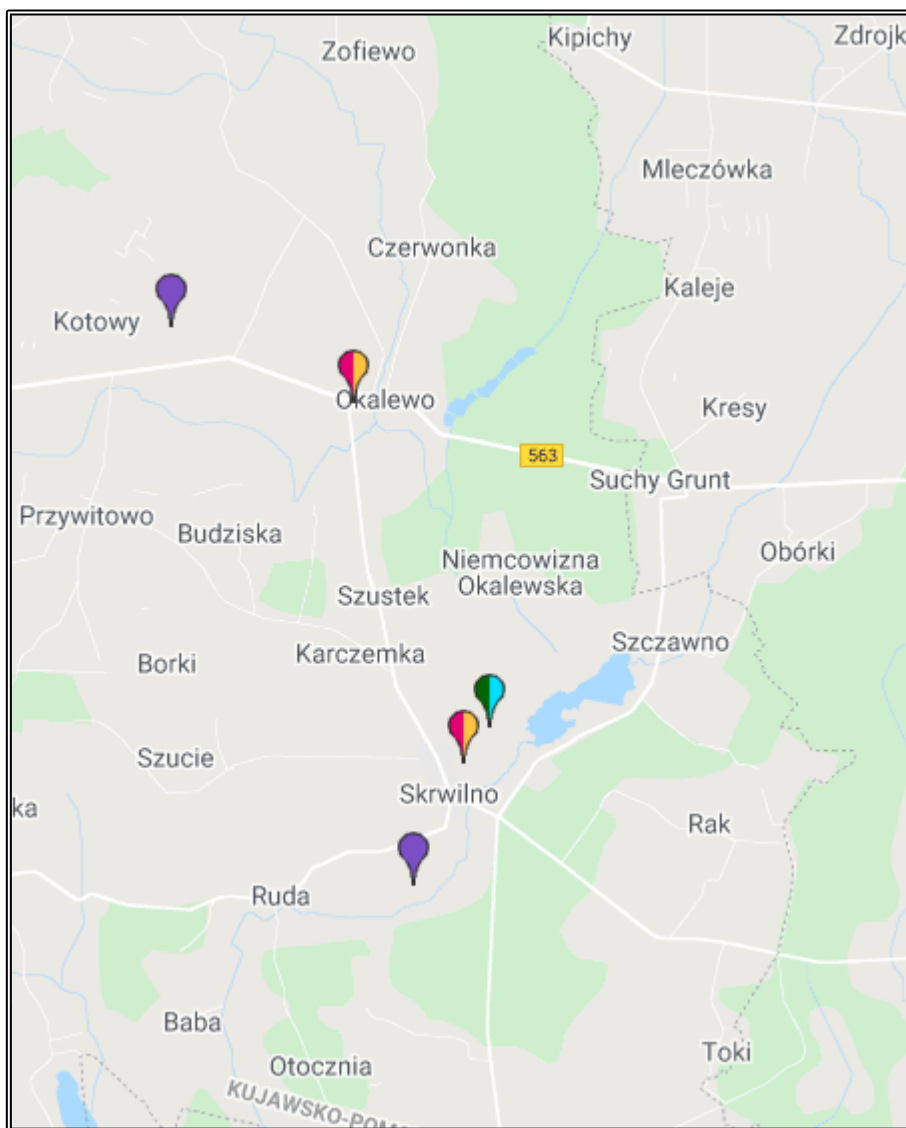 Zofiewo
Kipichy
Zdrojk
Mleczówka
Czerwonka
Kaleje
Kotowy
Okalewo
Kresy
563
Suchy Grunt
Przywitowo
Budziska
Niemcowizna
Okalewska
Obórki
Szustek
Szczawno
Karczemka
Borki
Szucie
Skrwilno
ka
Rak
Ruda
Baba
Toki
Otocznia
KUJAWSKO-POM